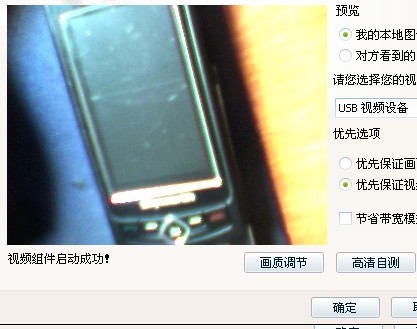 预览
我的本地图
对方看到的
请您选择您的视
USB 视频设备
优先选项
优先保证画
优先保证视
节省带宽模
视频组件启动成功!
画质调节
高清自测
确定